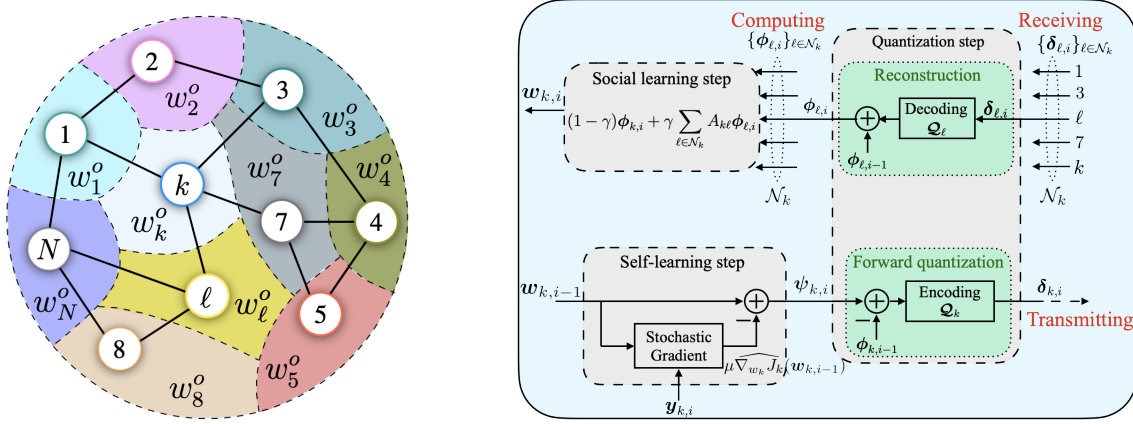 2
w_2^o
3
w_3^o
1
w_1^o
k
w_k^o
w_7^o
w_4^o
7
4
N
w_N^o
ℓ
w_ℓ^o
5
w_5^o
8
w_8^o
Computing
Receiving
{ϕ_{ℓ,i}}_{ℓ∈𝒩_k}
Quantization step
{δ_{ℓ,i}}_{ℓ∈𝒩_k}
Social learning step
Reconstruction
1
w_{k,i}
3
(1−γ)ϕ_{k,i} + γ ∑_{ℓ∈𝒩_k} A_{kℓ}ϕ_{ℓ,i}
ϕ_{ℓ,i}
+
Decoding
𝓠_ℓ
δ_{ℓ,i}
ℓ
7
ϕ_{ℓ,i−1}
k
𝒩_k
𝒩_k
Self-learning step
Forward quantization
w_{k,i−1}
ψ_{k,i}
+
−
+
−
Encoding
𝓠_k
δ_{k,i}
Transmitting
Stochastic
Gradient
ϕ_{k,i−1}
μ\widehat{∇_{w_k}J_k}(w_{k,i−1})
y_{k,i}